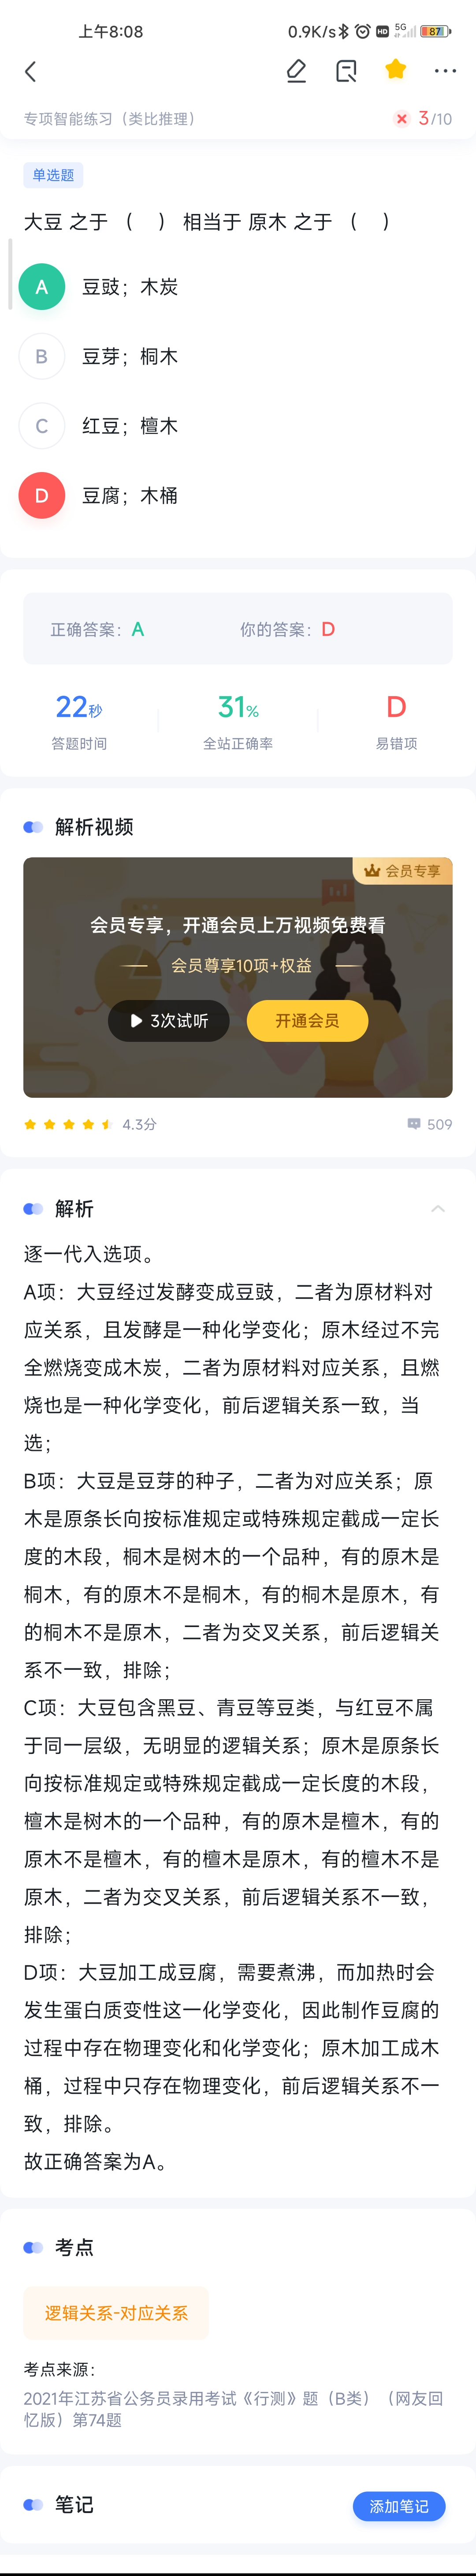 上午8:08
0.9K/s
HD
5G
87
专项智能练习（类比推理）
3/10
单选题
大豆 之于 （ ） 相当于 原木 之于 （ ）
A 豆豉；木炭
B 豆芽；桐木
C 红豆；檀木
D 豆腐；木桶
正确答案：A 你的答案：D
22秒 31% D
答题时间 全站正确率 易错项
解析视频
会员专享
会员专享，开通会员上万视频免费看
会员尊享10项+权益
3次试听 开通会员
4.3分 509
解析
逐一代入选项。
A项：大豆经过发酵变成豆豉，二者为原材料对
应关系，且发酵是一种化学变化；原木经过不完
全燃烧变成木炭，二者为原材料对应关系，且燃
烧也是一种化学变化，前后逻辑关系一致，当
选；
B项：大豆是豆芽的种子，二者为对应关系；原
木是原条长向按标准规定或特殊规定截成一定长
度的木段，桐木是树木的一个品种，有的原木是
桐木，有的原木不是桐木，有的桐木是原木，有
的桐木不是原木，二者为交叉关系，前后逻辑关
系不一致，排除；
C项：大豆包含黑豆、青豆等豆类，与红豆不属
于同一层级，无明显的逻辑关系；原木是原条长
向按标准规定或特殊规定截成一定长度的木段，
檀木是树木的一个品种，有的原木是檀木，有的
原木不是檀木，有的檀木是原木，有的檀木不是
原木，二者为交叉关系，前后逻辑关系不一致，
排除；
D项：大豆加工成豆腐，需要煮沸，而加热时会
发生蛋白质变性这一化学变化，因此制作豆腐的
过程中存在物理变化和化学变化；原木加工成木
桶，过程中只存在物理变化，前后逻辑关系不一
致，排除。
故正确答案为A。
考点
逻辑关系-对应关系
考点来源：
2021年江苏省公务员录用考试《行测》题（B类）（网友回
忆版）第74题
笔记
添加笔记